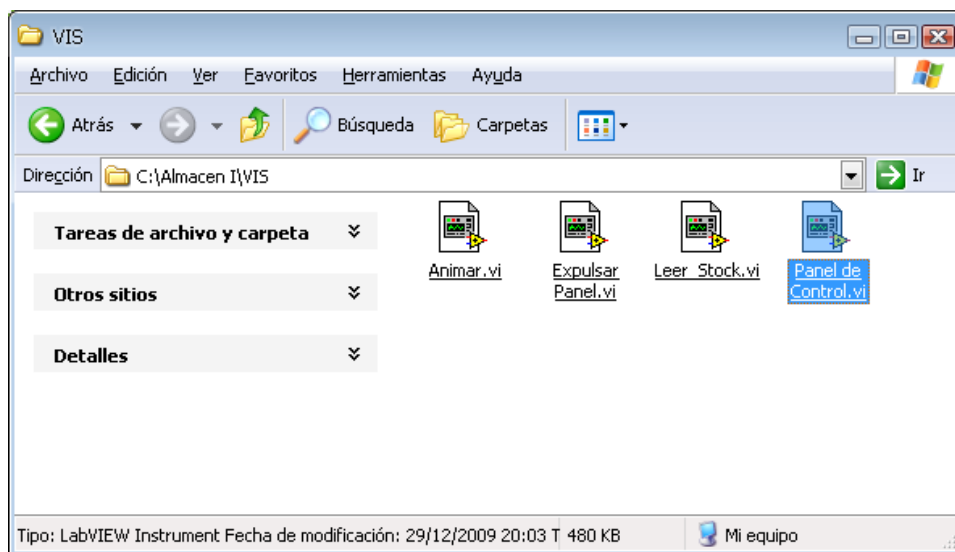 VIS
Archivo Edición Ver Favoritos Herramientas Ayuda
Atrás Búsqueda Carpetas
Dirección C:\Almacen I\VIS Ir
Tareas de archivo y carpeta
Otros sitios
Detalles
Animar.vi
Expulsar
Panel.vi
Leer_Stock.vi
Panel de
Control.vi
Tipo: LabVIEW Instrument Fecha de modificación: 29/12/2009 20:03 T 480 KB Mi equipo